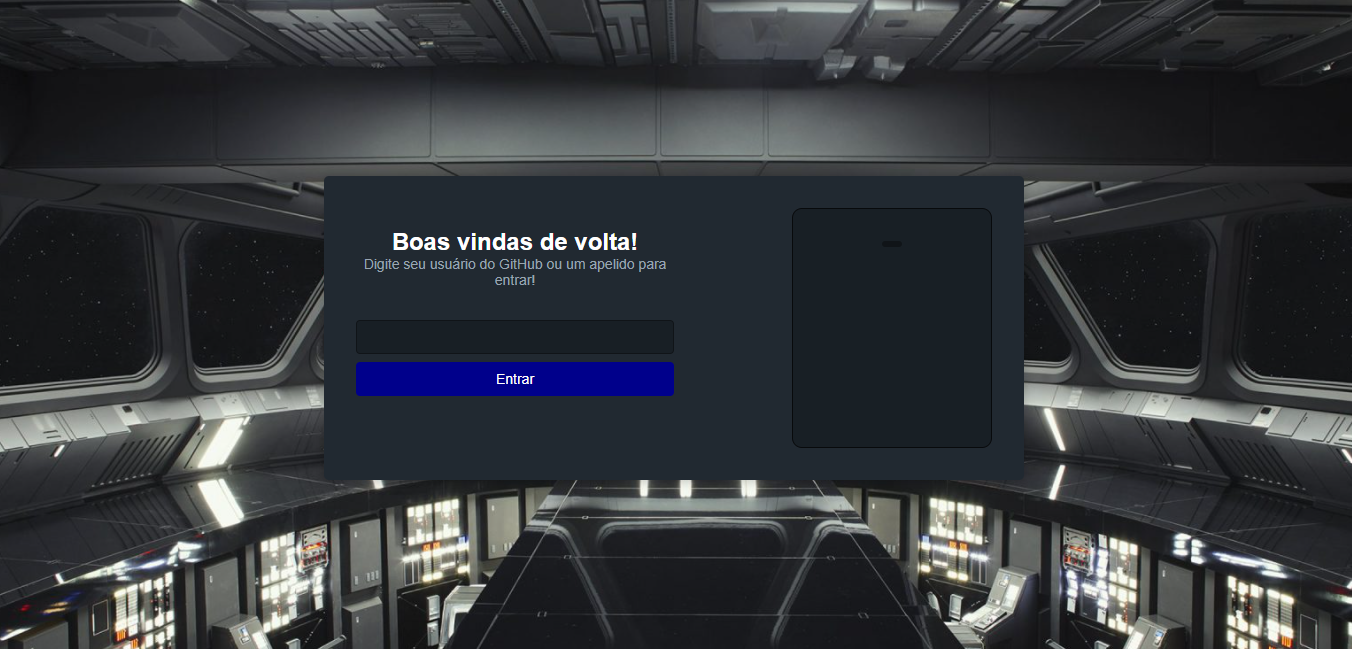 Boas vindas de volta!
Digite seu usuário do GitHub ou um apelido para
entrar!
Entrar